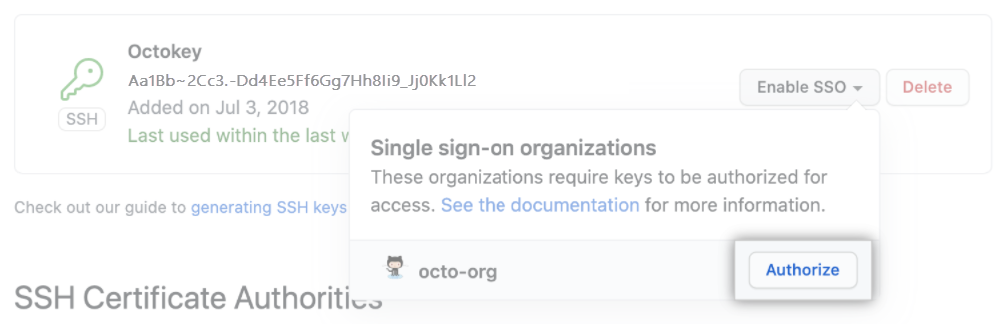 Octokey
Aa1Bb~2Cc3.-Dd4Ee5Ff6Gg7Hh8Ii9_Jj0Kk1Ll2
Enable SSO
Delete
SSH
Added on Jul 3, 2018
Last used within the last
Single sign-on organizations
These organizations require keys to be authorized for
access. See the documentation for more information.
Check out our guide to generating SSH keys
octo-org
Authorize
SSH Certificate Authorities